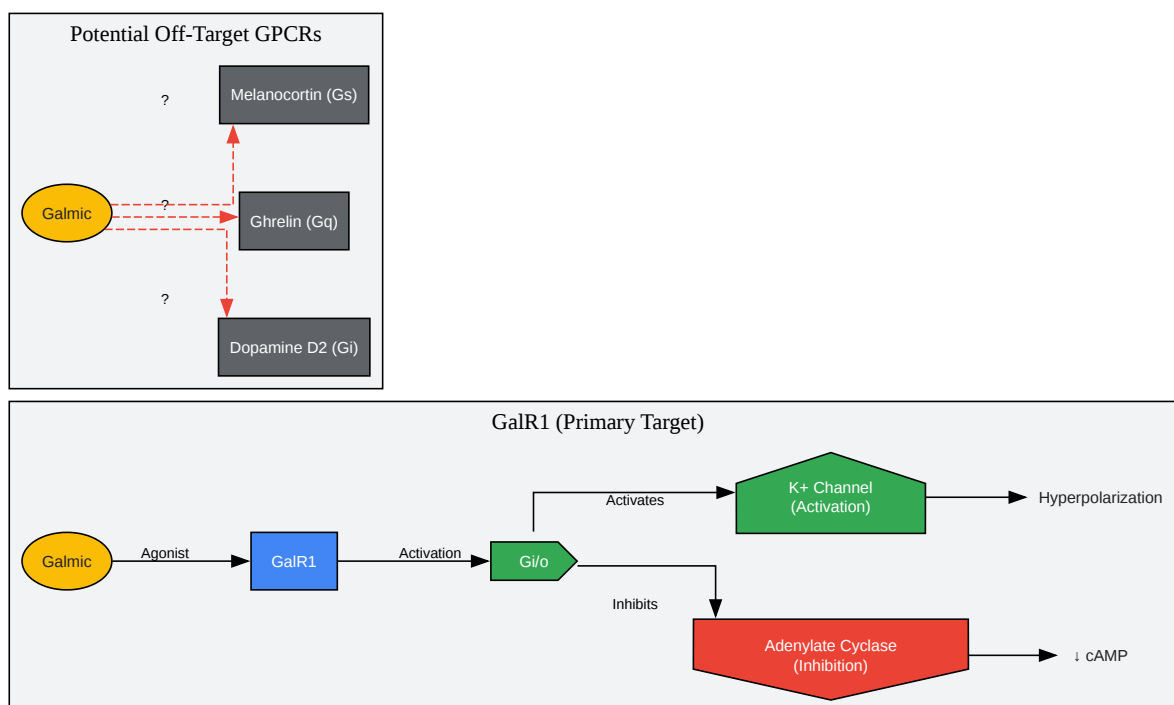 Potential Off-Target GPCRs
?
Melanocortin (Gs)
?
Galmic
Ghrelin (Gq)
?
Dopamine D2 (Gi)
GalR1 (Primary Target)
K+ Channel
(Activation)
Activates
Hyperpolarization
Galmic
Agonist
GalR1
Activation
Gi/o
Inhibits
Adenylate Cyclase
(Inhibition)
↓ cAMP